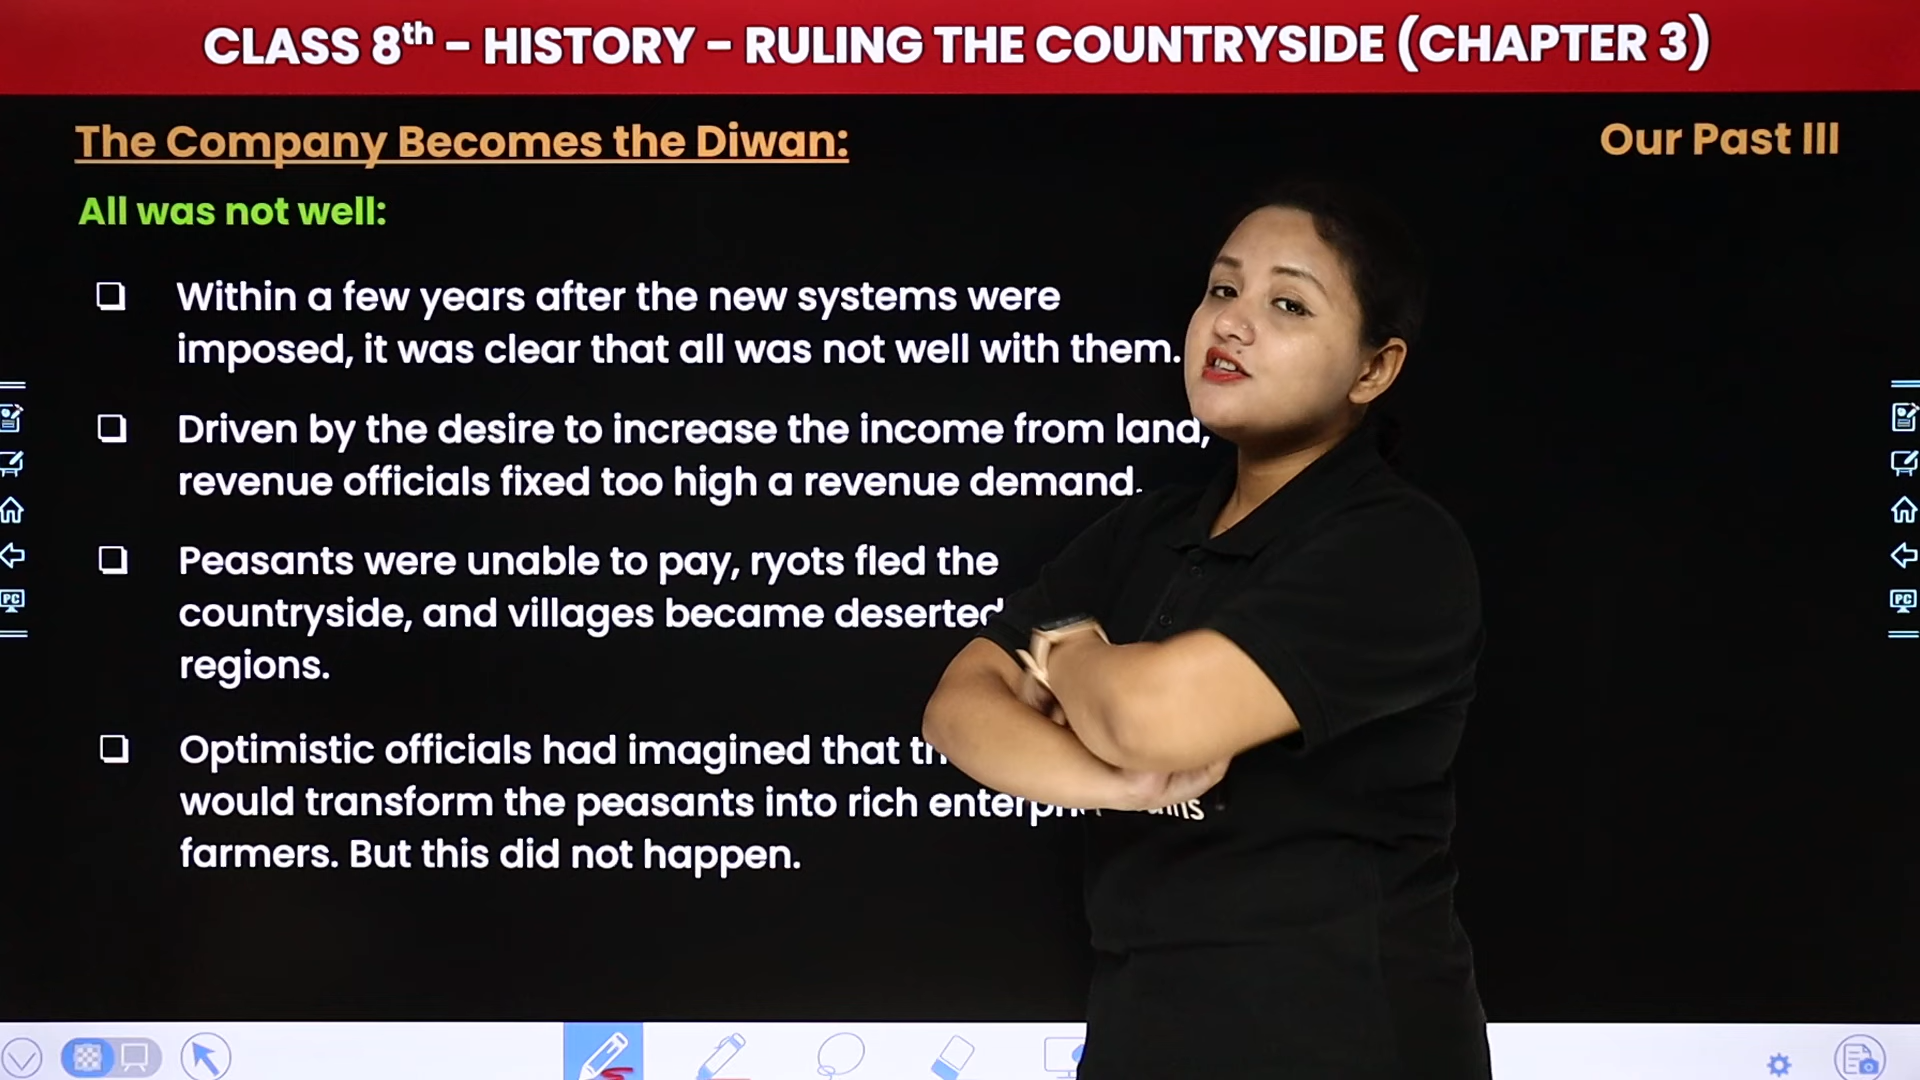 CLASS 8th – HISTORY – RULING THE COUNTRYSIDE (CHAPTER 3)
The Company Becomes the Diwan:
Our Past III
All was not well:
Within a few years after the new systems were
imposed, it was clear that all was not well with them.
Driven by the desire to increase the income from land,
revenue officials fixed too high a revenue demand.
Peasants were unable to pay, ryots fled the
countryside, and villages became deserted
regions.
Optimistic officials had imagined that
would transform the peasants into rich
farmers. But this did not happen.
PC
PC